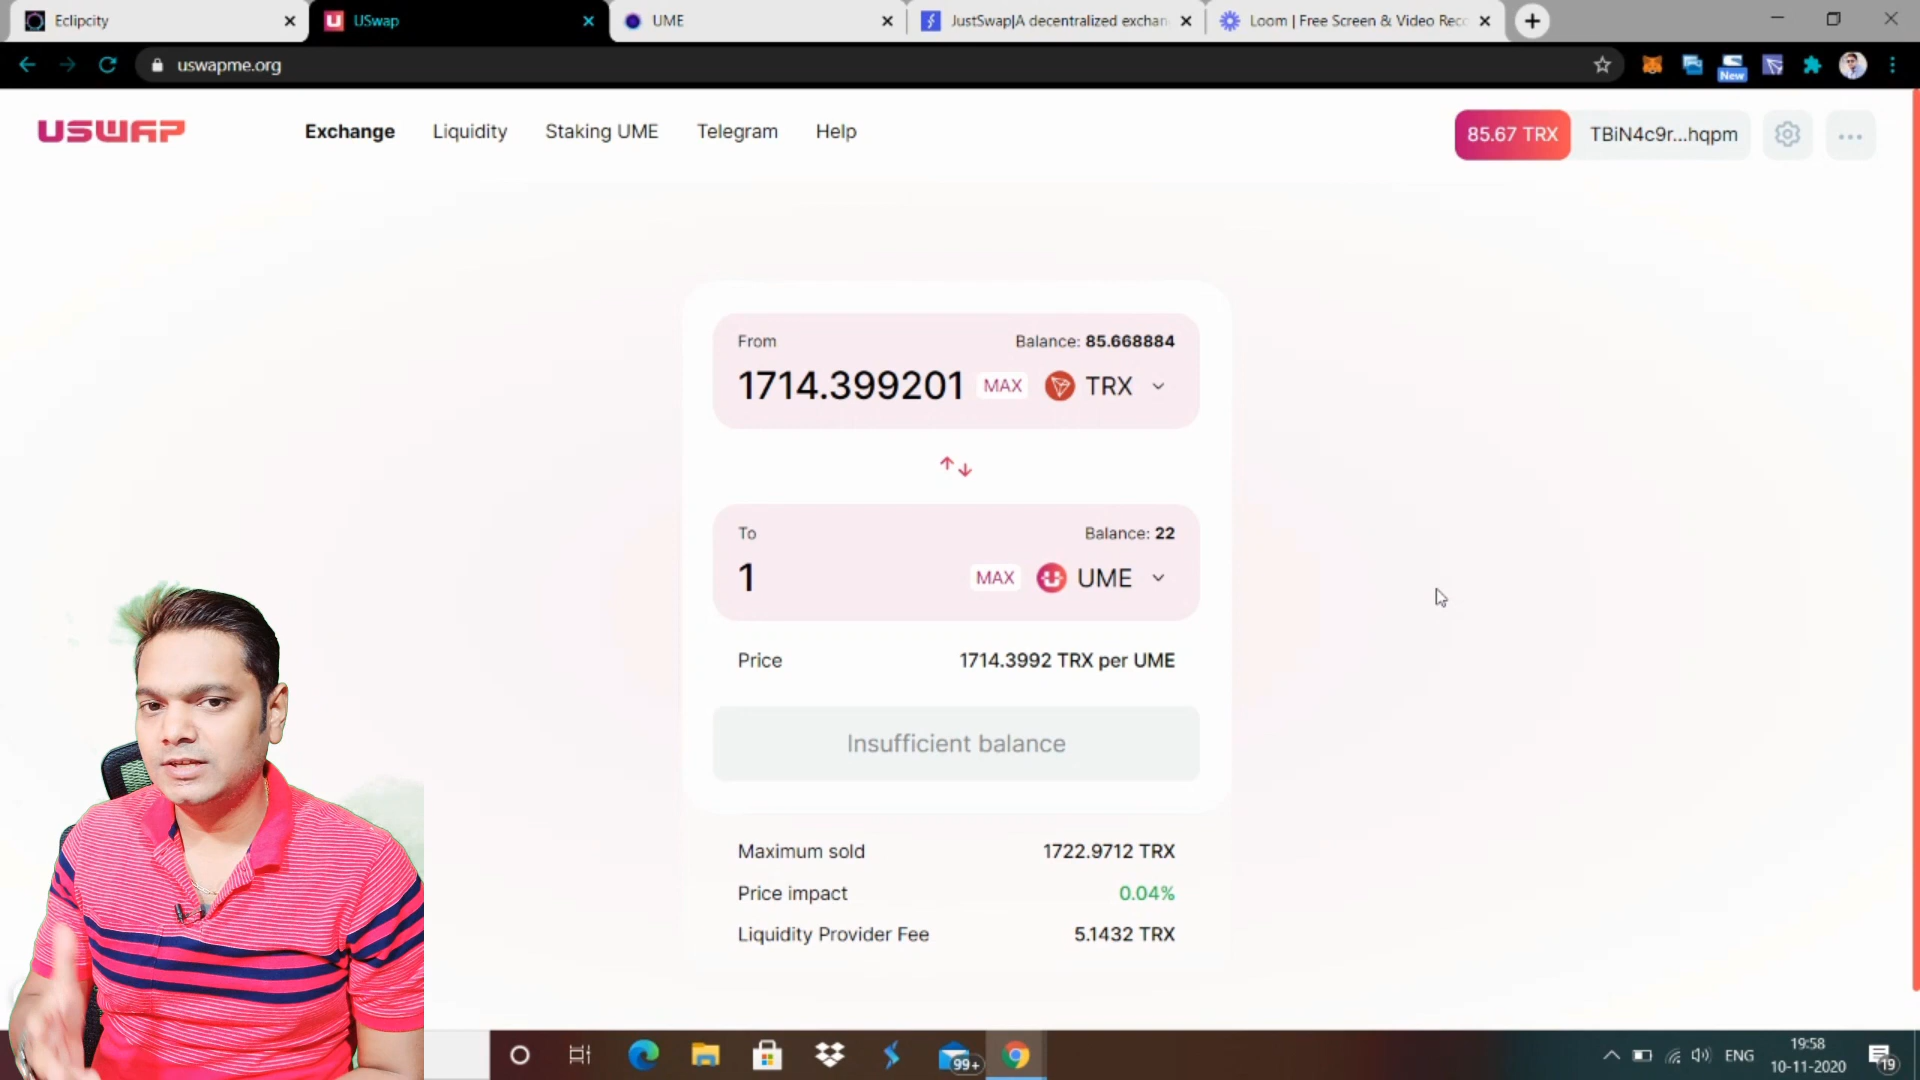 Eclipcity
USwap
UME
JustSwap|A decentralized exchan
Loom | Free Screen & Video Reco
uswapme.org
New
USWAP
Exchange
Liquidity
Staking UME
Telegram
Help
85.67 TRX
TBiN4c9r...hqpm
From
Balance: 85.668884
1714.399201
MAX
TRX
To
Balance: 22
1
MAX
UME
Price
1714.3992 TRX per UME
Insufficient balance
Maximum sold
1722.9712 TRX
Price impact
0.04%
Liquidity Provider Fee
5.1432 TRX
99+
ENG
19:58
10-11-2020
19